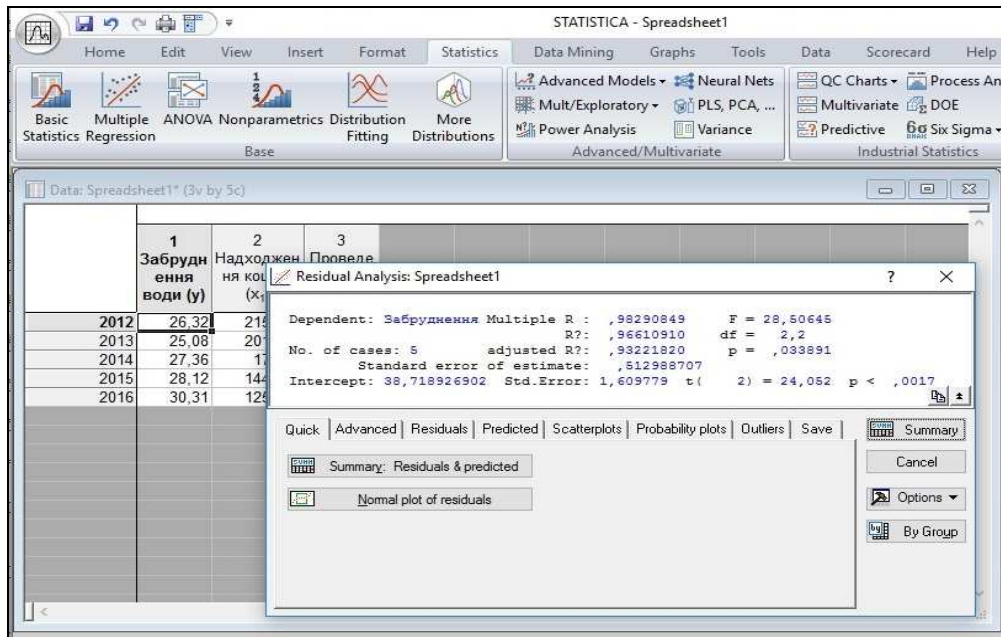 STATISTICA - Spreadsheet1
Home Edit View Insert Format Statistics Data Mining Graphs Tools Data Scorecard Help
Basic Statistics
Multiple Regression
ANOVA
Nonparametrics
Distribution Fitting
More Distributions
Base
Advanced Models
Neural Nets
Mult/Exploratory
PLS, PCA, ...
Power Analysis
Variance
Advanced/Multivariate
QC Charts
Process An
Multivariate
DOE
Predictive
6σ Six Sigma
Industrial Statistics
Data: Spreadsheet1* (3v by 5c)
1 2 3
Забрудн Надходжен Проведе
ення ня
води (y)
2012 26,32
2013 25,08
2014 27,36
2015 28,12
2016 30,31
Residual Analysis: Spreadsheet1 ?
Dependent: Забруднення Multiple R : ,98290849 F = 28,50645
R?: ,96610910 df = 2,2
No. of cases: 5 adjusted R?: ,93221820 p = ,033891
Standard error of estimate: ,512988707
Intercept: 38,718926902 Std.Error: 1,609779 t( 2) = 24,052 p < ,0017
Quick Advanced Residuals Predicted Scatterplots Probability plots Outliers Save
Summary: Residuals & predicted
Normal plot of residuals
Summary
Cancel
Options
By Group